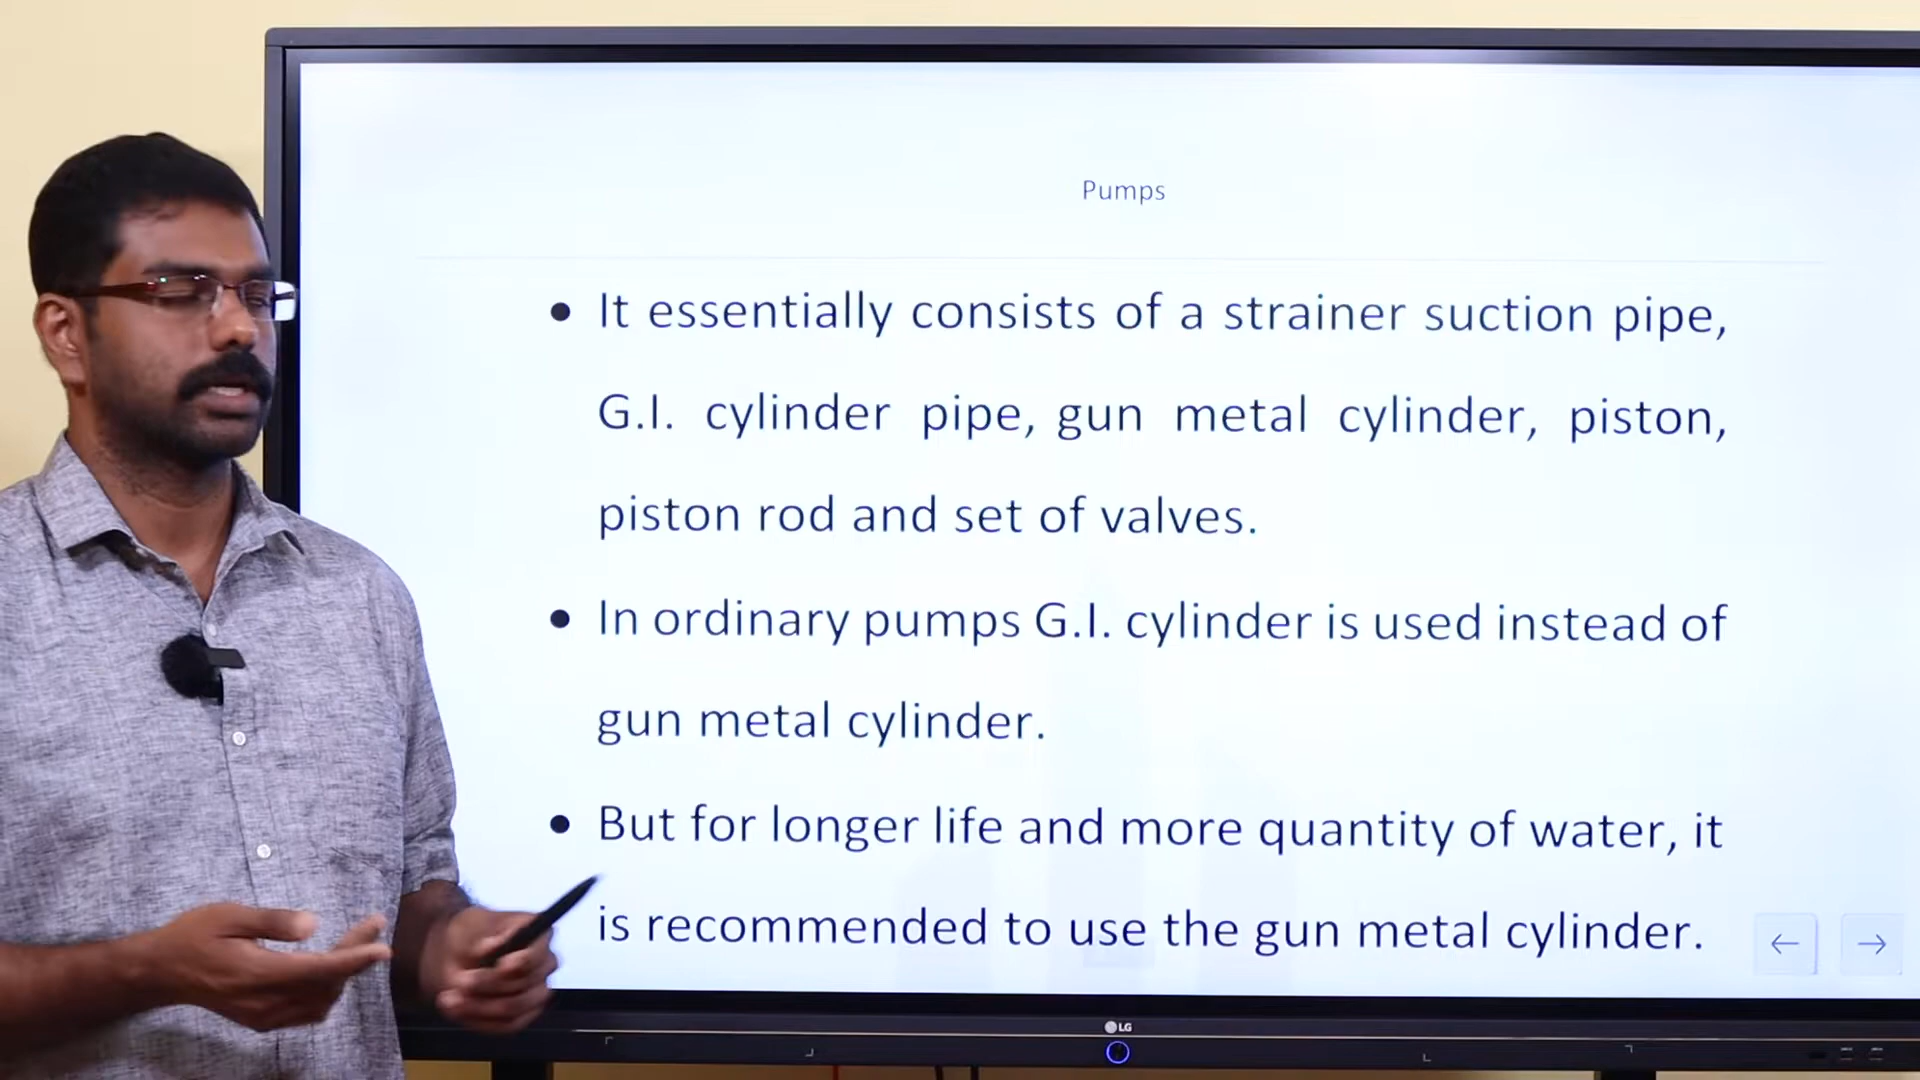 Pumps
• It essentially consists of a strainer suction pipe,
G.I. cylinder pipe, gun metal cylinder, piston,
piston rod and set of valves.
• In ordinary pumps G.I. cylinder is used instead of
gun metal cylinder.
• But for longer life and more quantity of water, it
is recommended to use the gun metal cylinder.
LG